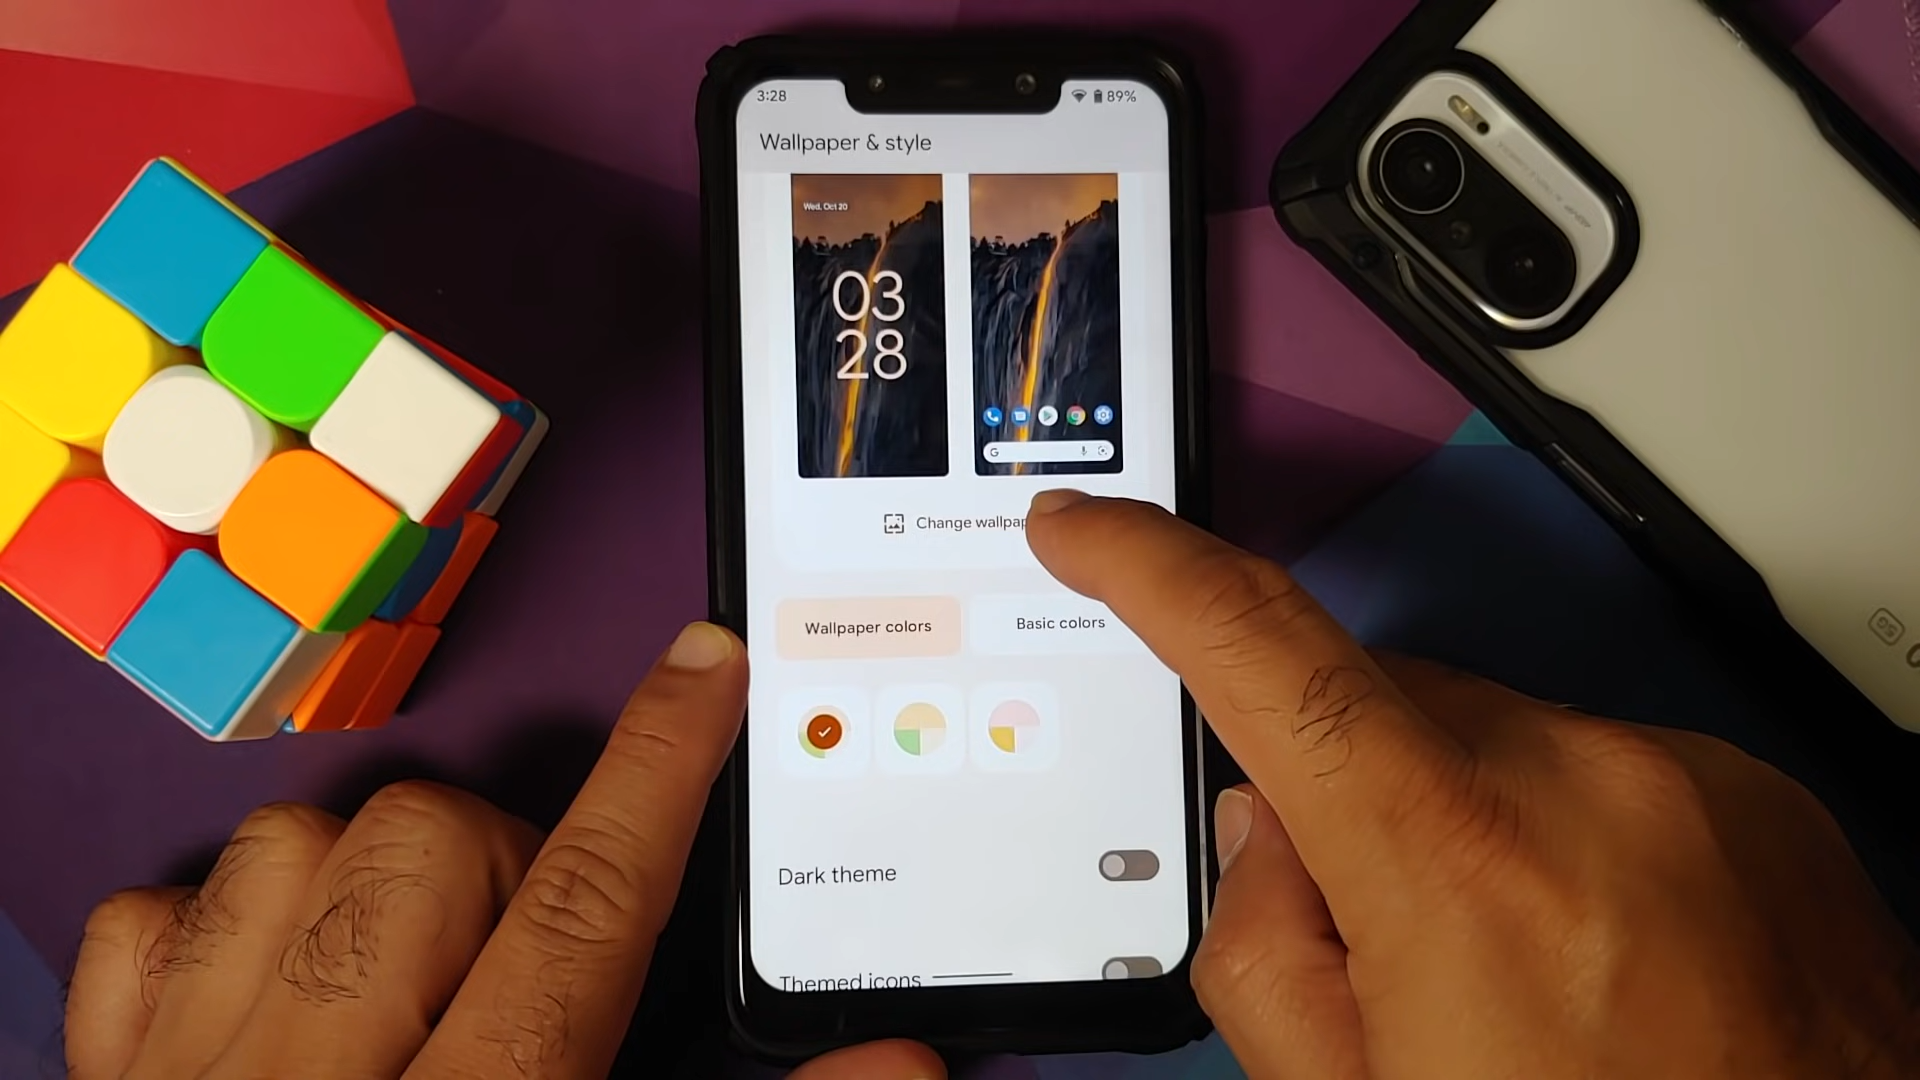 3:28
89%
Wallpaper & style
Wed, Oct 20
03
28
G
Change wallpap
Wallpaper colors
Basic colors
Dark theme
Themed icons
5G